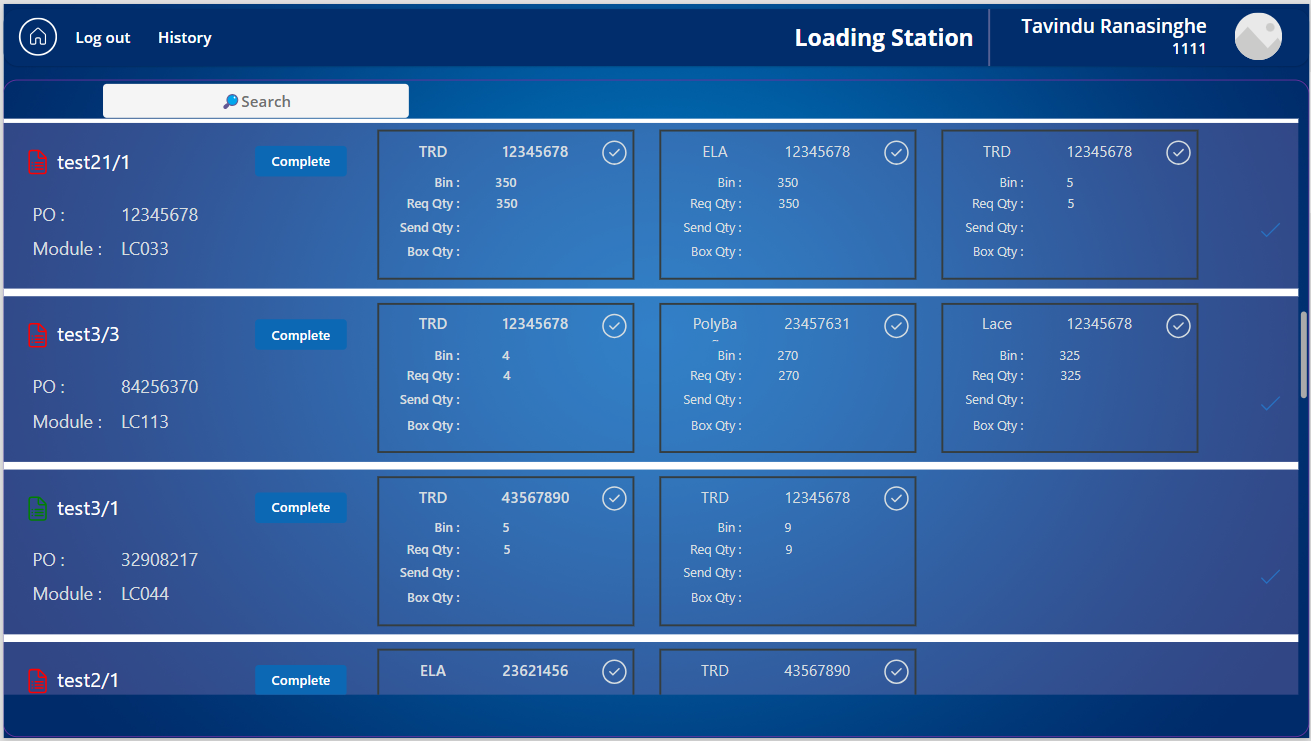 Log out History Loading Station Tavindu Ranasinghe
1111
🔎Search
test21/1 Complete
PO : 12345678
Module : LC033
TRD 12345678
Bin : 350
Req Qty : 350
Send Qty :
Box Qty :
ELA 12345678
Bin : 350
Req Qty : 350
Send Qty :
Box Qty :
TRD 12345678
Bin : 5
Req Qty : 5
Send Qty :
Box Qty :
test3/3 Complete
PO : 84256370
Module : LC113
TRD 12345678
Bin : 4
Req Qty : 4
Send Qty :
Box Qty :
PolyBa 23457631
Bin : 270
Req Qty : 270
Send Qty :
Box Qty :
Lace 12345678
Bin : 325
Req Qty : 325
Send Qty :
Box Qty :
test3/1 Complete
PO : 32908217
Module : LC044
TRD 43567890
Bin : 5
Req Qty : 5
Send Qty :
Box Qty :
TRD 12345678
Bin : 9
Req Qty : 9
Send Qty :
Box Qty :
test2/1 Complete
ELA 23621456
TRD 43567890